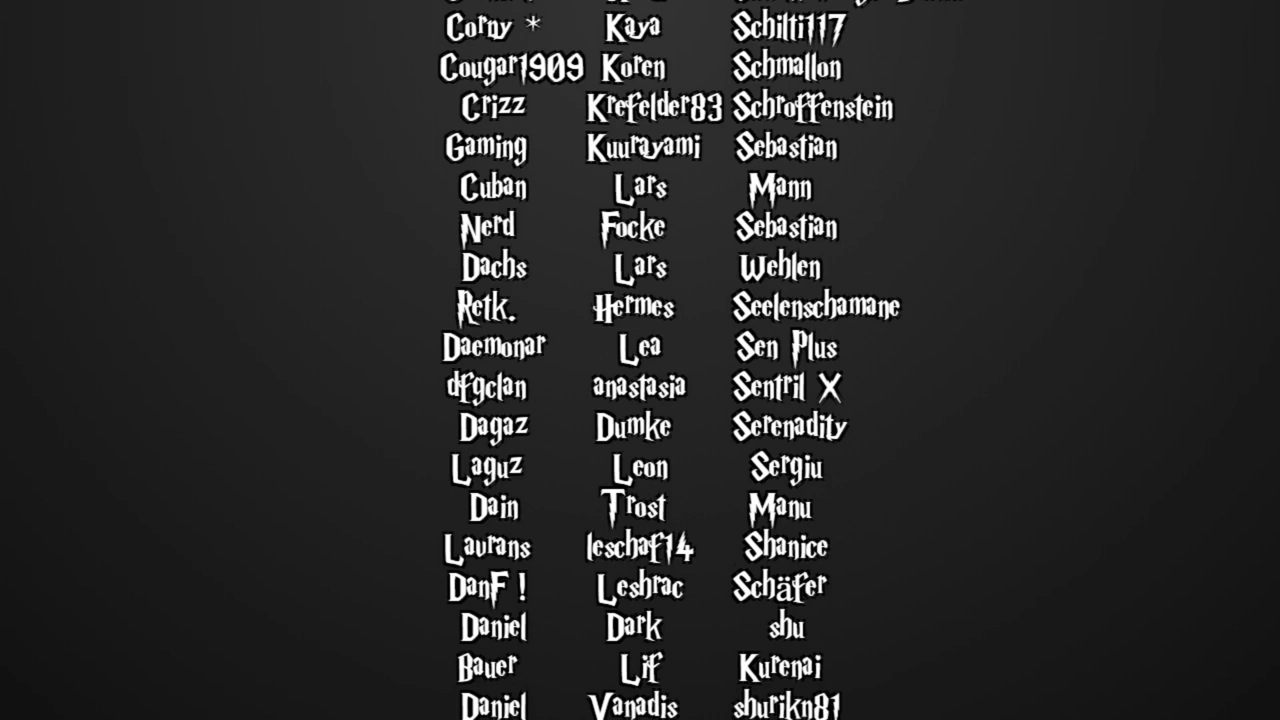 Corny * Kaya Schilti117
Cougar1909 Koren Schmallon
Crizz Krefelder83 Schroffenstein
Gaming Kuurayami Sebastian
Cuban Lars Mann
Nerd Focke Sebastian
Dachs Lars Wehlen
Retk. Hermes Seelenschamane
Daemonar Lea Sen Plus
dfgclan anastasia Sentril X
Dagaz Dumke Serenadity
Laguz Leon Sergiu
Dain Trost Manu
Lavrans leschaf14 Shanice
DanF ! Leshrac Schäfer
Daniel Dark shu
Bauer Lif Kurenai
Daniel Vanadis shurikn81